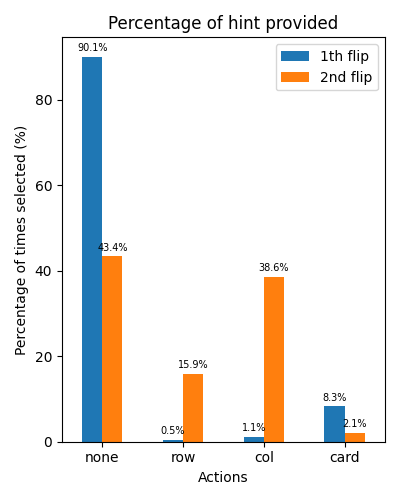 Percentage of hint provided
1th flip
2nd flip
Percentage of times selected (%)
80
60
40
20
0
90.1%
43.4%
0.5%
15.9%
1.1%
38.6%
8.3%
2.1%
none row col card
Actions